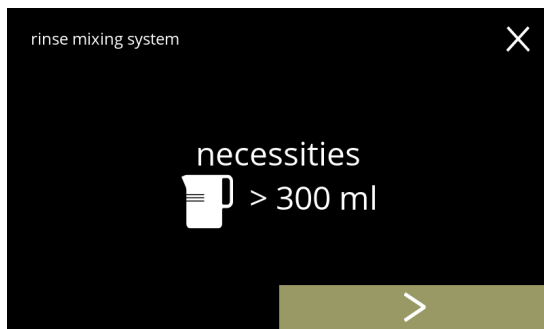 rinse mixing system
necessities
> 300 ml